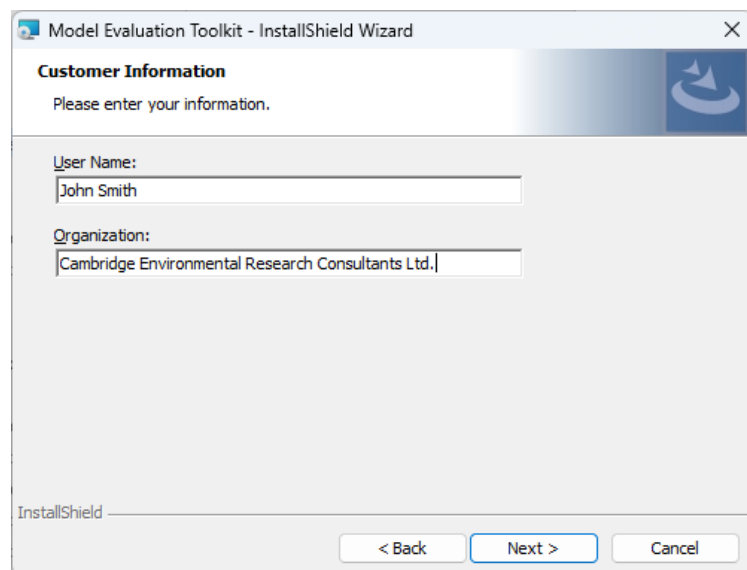 Model Evaluation Toolkit - InstallShield Wizard
Customer Information
Please enter your information.
User Name:
John Smith
Organization:
Cambridge Environmental Research Consultants Ltd.
InstallShield
< Back
Next >
Cancel